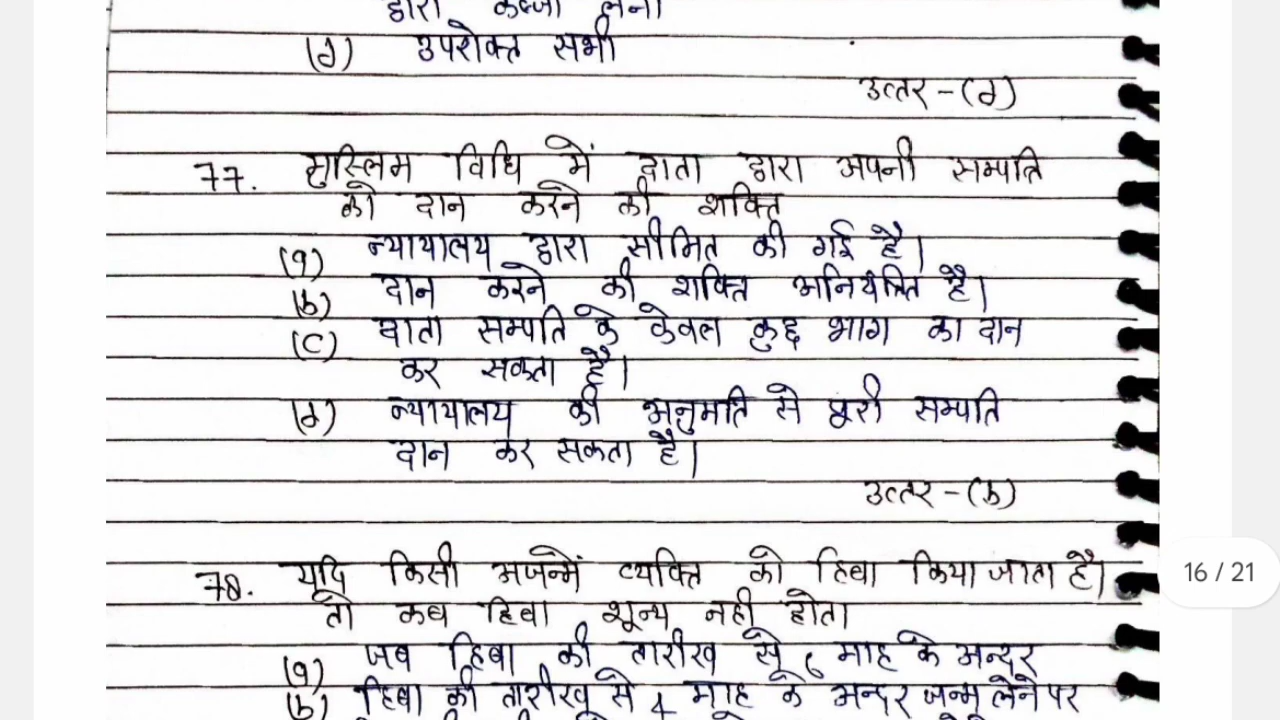 द्वारा कब्जा लेना
(d) उपरोक्त सभी
उत्तर-(d)
77. मुस्लिम विधि में दाता द्वारा अपनी सम्पति
को दान करने की शक्ति
(a) न्यायालय द्वारा सीमित की गई है।
(b) दान करने की शक्ति अनियंत्रित है।
(c) दाता सम्पति के केवल कुछ भाग का दान
कर सकता है।
(d) न्यायालय की अनुमति से पूरी सम्पति
दान कर सकता है।
उत्तर-(b)
78. यदि किसी अजन्में व्यक्ति को हिबा किया जाता है।
तो कब हिबा शून्य नही होता
(a) जब हिबा की तारीख से 6 माह के अन्दर
(b) हिबा की तारीख से 4 माह के अन्दर जन्म लेने पर
16 / 21